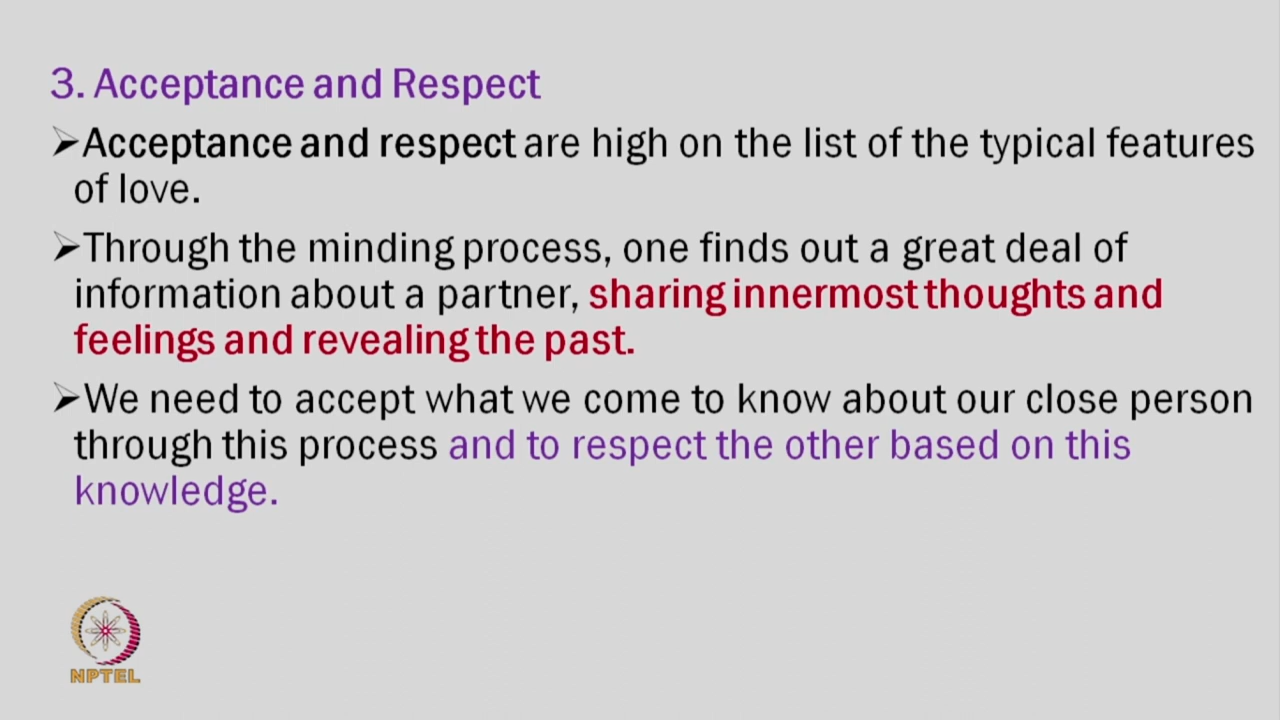 3. Acceptance and Respect
➢Acceptance and respect are high on the list of the typical features
of love.
➢Through the minding process, one finds out a great deal of
information about a partner, sharing innermost thoughts and
feelings and revealing the past.
➢We need to accept what we come to know about our close person
through this process and to respect the other based on this
knowledge.
NPTEL